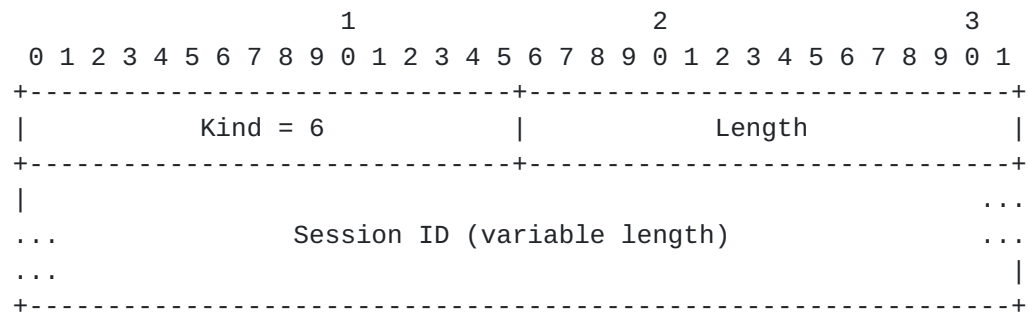 1                   2                   3
 0 1 2 3 4 5 6 7 8 9 0 1 2 3 4 5 6 7 8 9 0 1 2 3 4 5 6 7 8 9 0 1
+-------------------------------+-------------------------------+
|           Kind = 6            |            Length             |
+-------------------------------+-------------------------------+
|                                                             ...
...               Session ID (variable length)                ...
...                                                             |
+---------------------------------------------------------------+